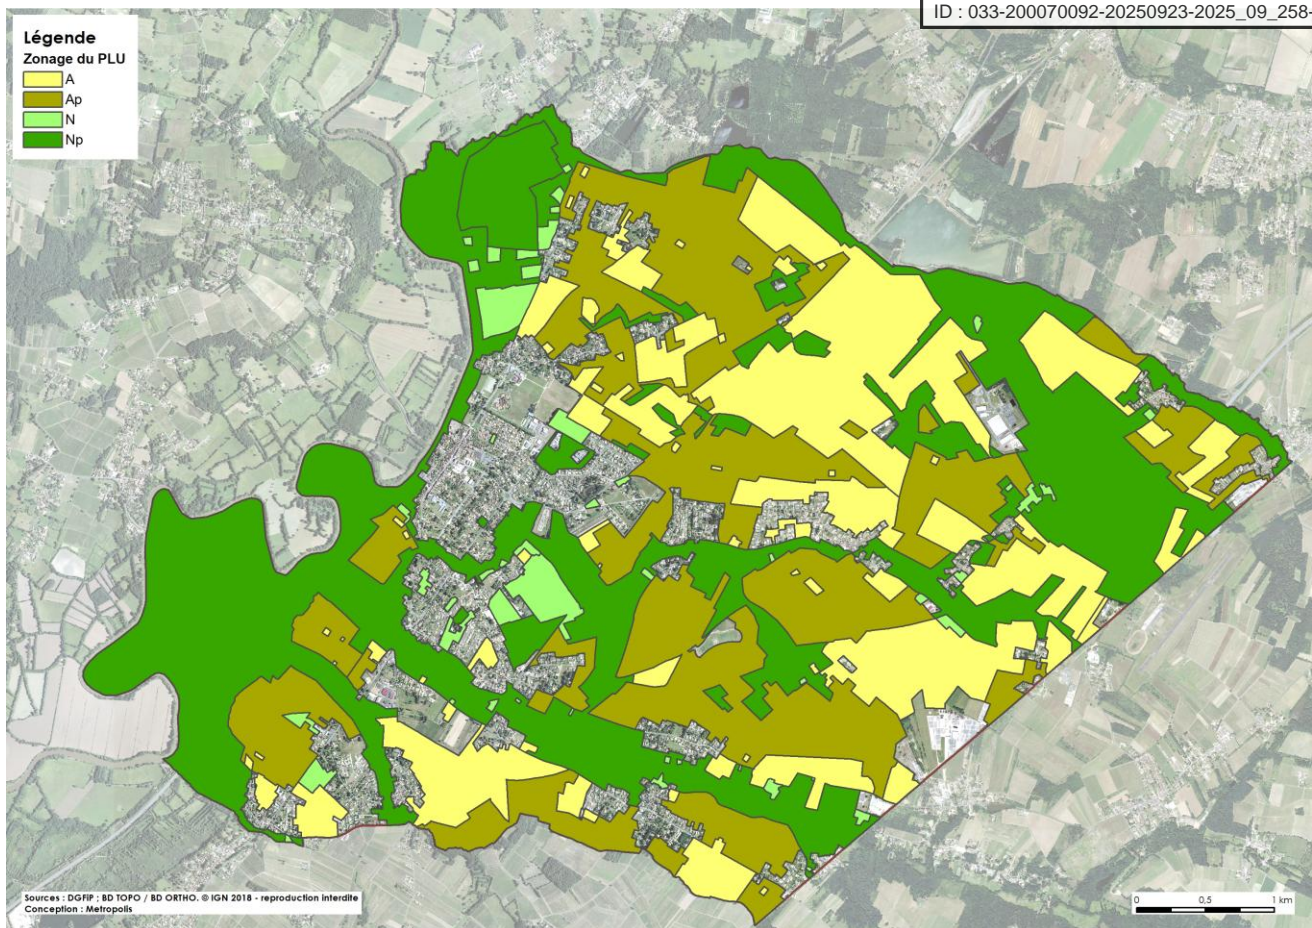 ID : 033-200070092-20250923-2025_09_258-
Légende
Zonage du PLU
A
Ap
N
Np
Sources : DGFiP ; BD TOPO / BD ORTHO. © IGN 2018 - reproduction interdite
Conception : Metropolis
0 0,5 1 km